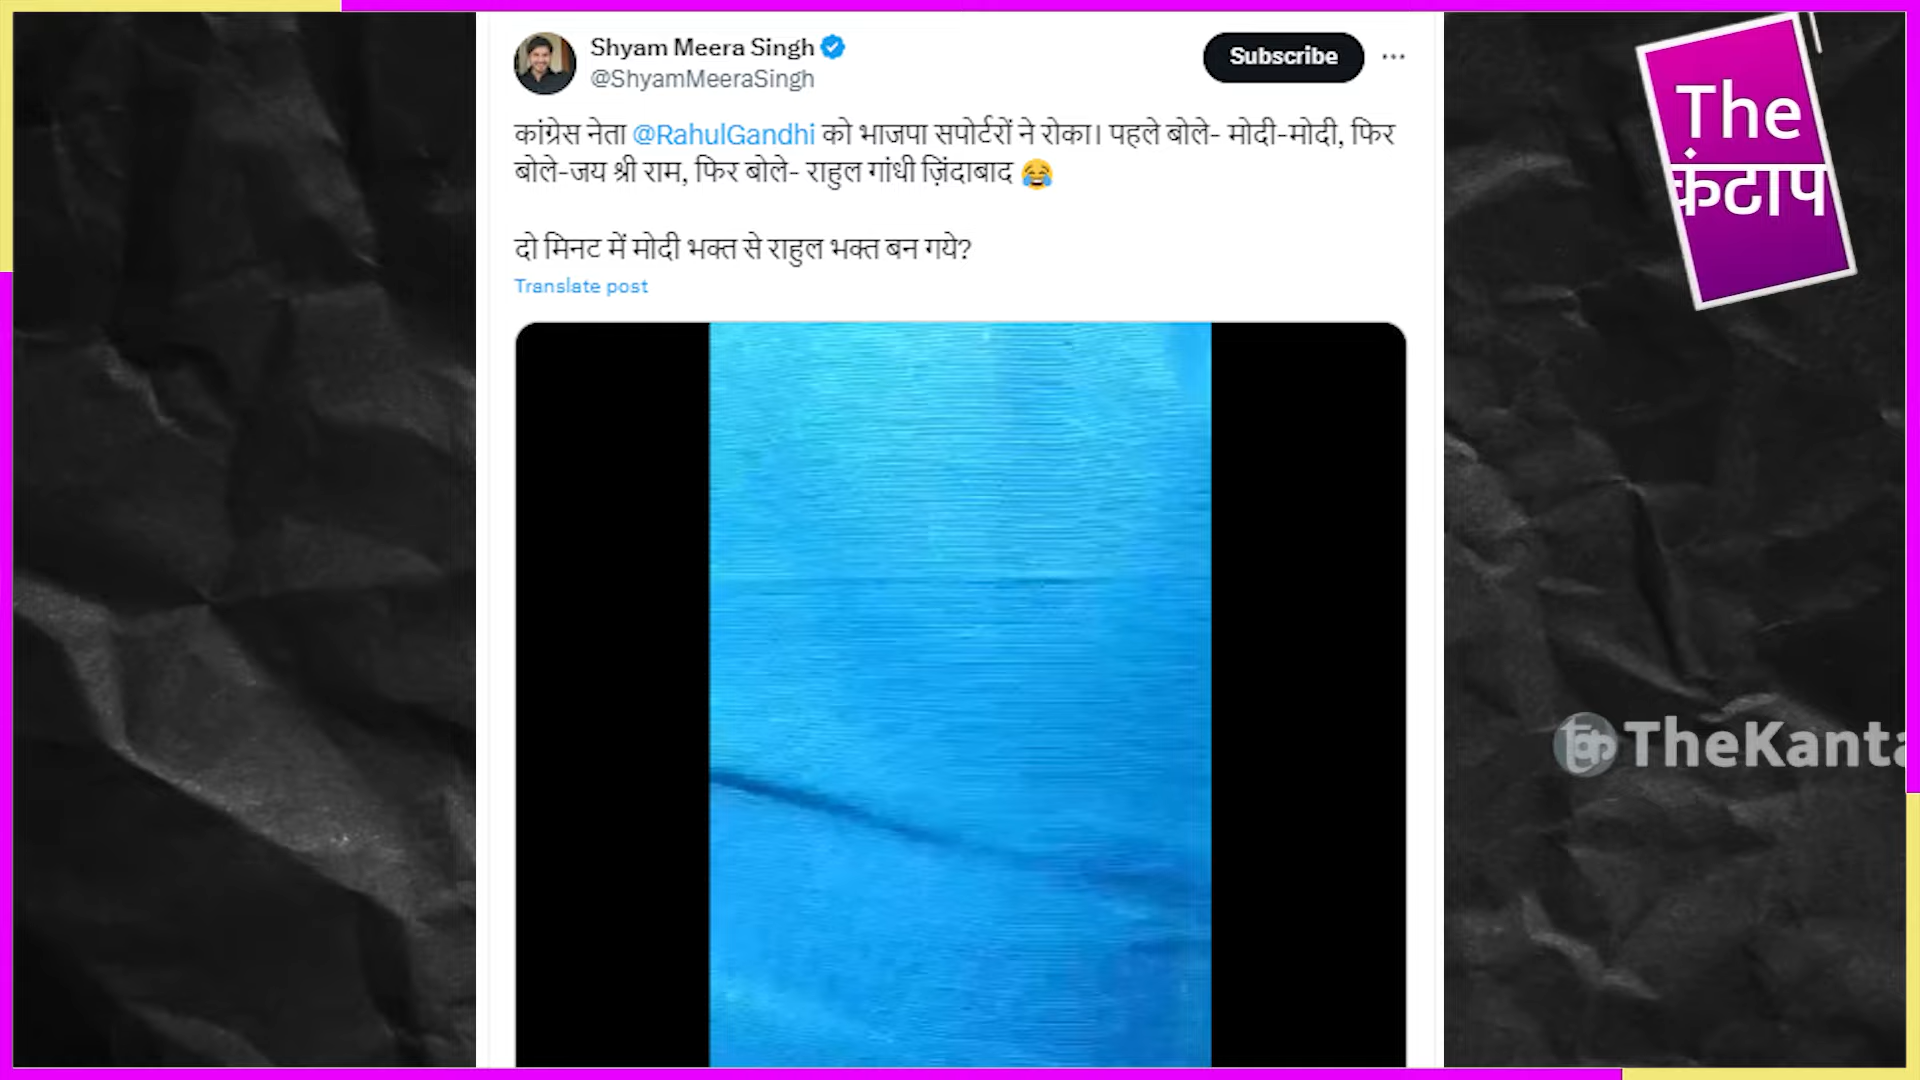 Shyam Meera Singh
@ShyamMeeraSingh
Subscribe
कांग्रेस नेता @RahulGandhi को भाजपा सपोर्टरों ने रोका। पहले बोले- मोदी-मोदी, फिर
बोले-जय श्री राम, फिर बोले- राहुल गांधी ज़िंदाबाद 😂
दो मिनट में मोदी भक्त से राहुल भक्त बन गये?
Translate post
The
कंटाप
TheKanta